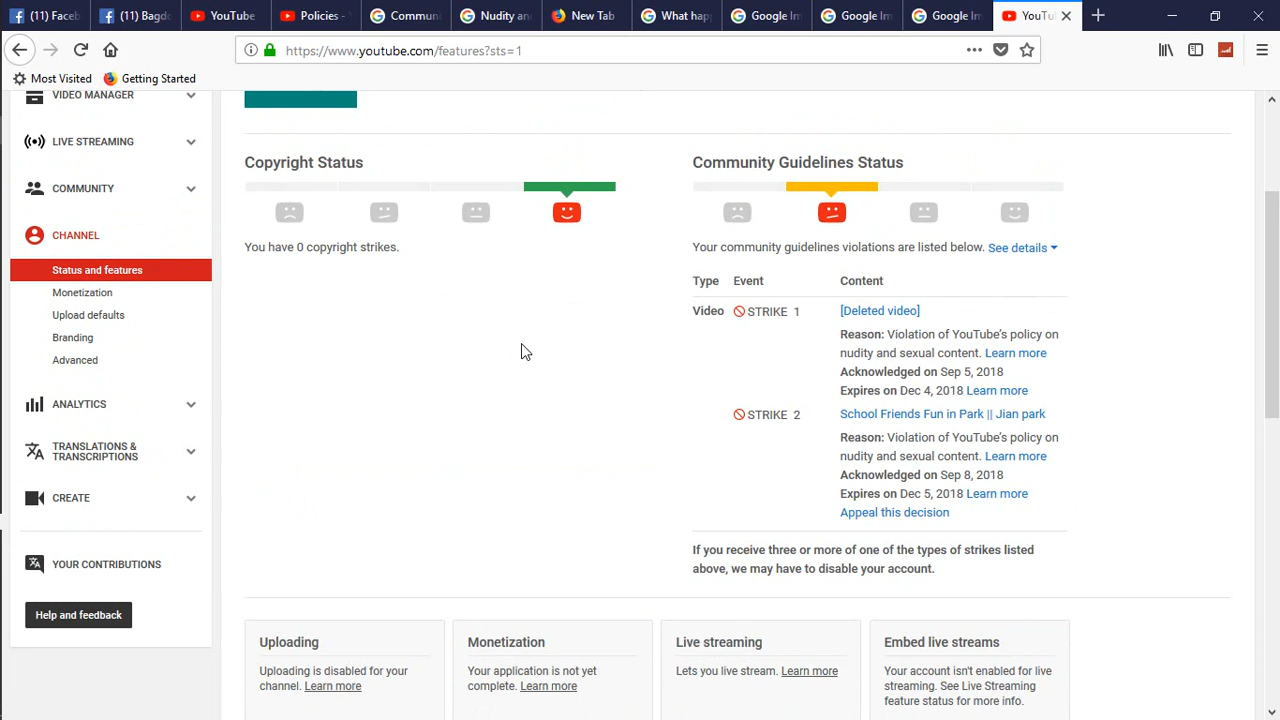 (11) Faceb
(11) Bagdo
YouTube
Policies -
Commun
Nudity an
New Tab
What hap
Google Im
Google Im
Google Im
YouTu
https://www.youtube.com/features?sts=1
Most Visited
Getting Started
VIDEO MANAGER
LIVE STREAMING
COMMUNITY
CHANNEL
Status and features
Monetization
Upload defaults
Branding
Advanced
ANALYTICS
TRANSLATIONS &
TRANSCRIPTIONS
CREATE
YOUR CONTRIBUTIONS
Help and feedback
Copyright Status
You have 0 copyright strikes.
Community Guidelines Status
Your community guidelines violations are listed below. See details
Type Event Content
Video STRIKE 1 [Deleted video]
Reason: Violation of YouTube's policy on
nudity and sexual content. Learn more
Acknowledged on Sep 5, 2018
Expires on Dec 4, 2018 Learn more
STRIKE 2 School Friends Fun in Park || Jian park
Reason: Violation of YouTube's policy on
nudity and sexual content. Learn more
Acknowledged on Sep 8, 2018
Expires on Dec 5, 2018 Learn more
Appeal this decision
If you receive three or more of one of the types of strikes listed
above, we may have to disable your account.
Uploading
Uploading is disabled for your
channel. Learn more
Monetization
Your application is not yet
complete. Learn more
Live streaming
Lets you live stream. Learn more
Embed live streams
Your account isn't enabled for live
streaming. See Live Streaming
feature status for more info.